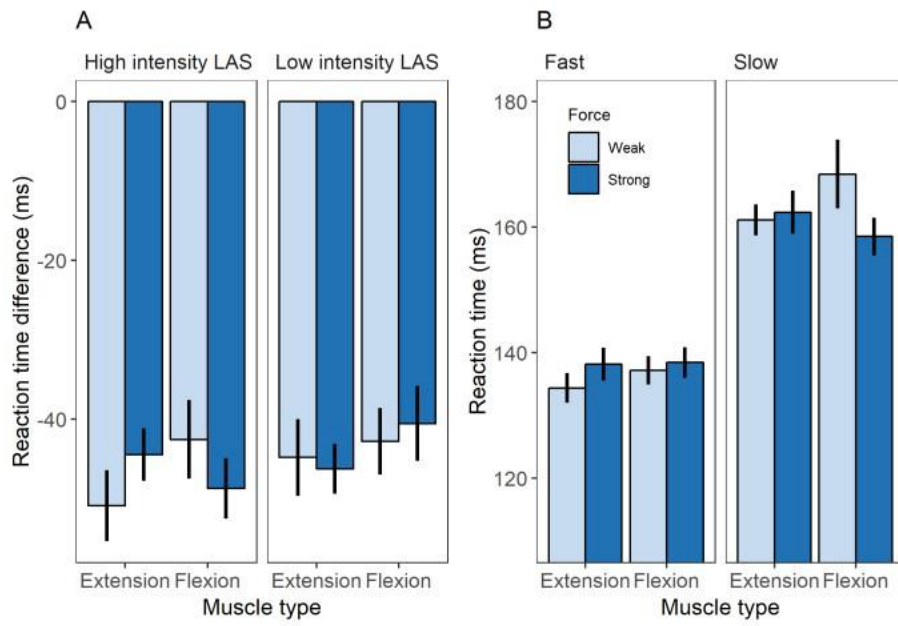 A
High intensity LAS
Low intensity LAS
0
-20
-40
Reaction time difference (ms)
Extension Flexion
Extension Flexion
Muscle type
B
Fast
Slow
180
160
140
120
Reaction time (ms)
Force
Weak
Strong
Extension Flexion
Extension Flexion
Muscle type